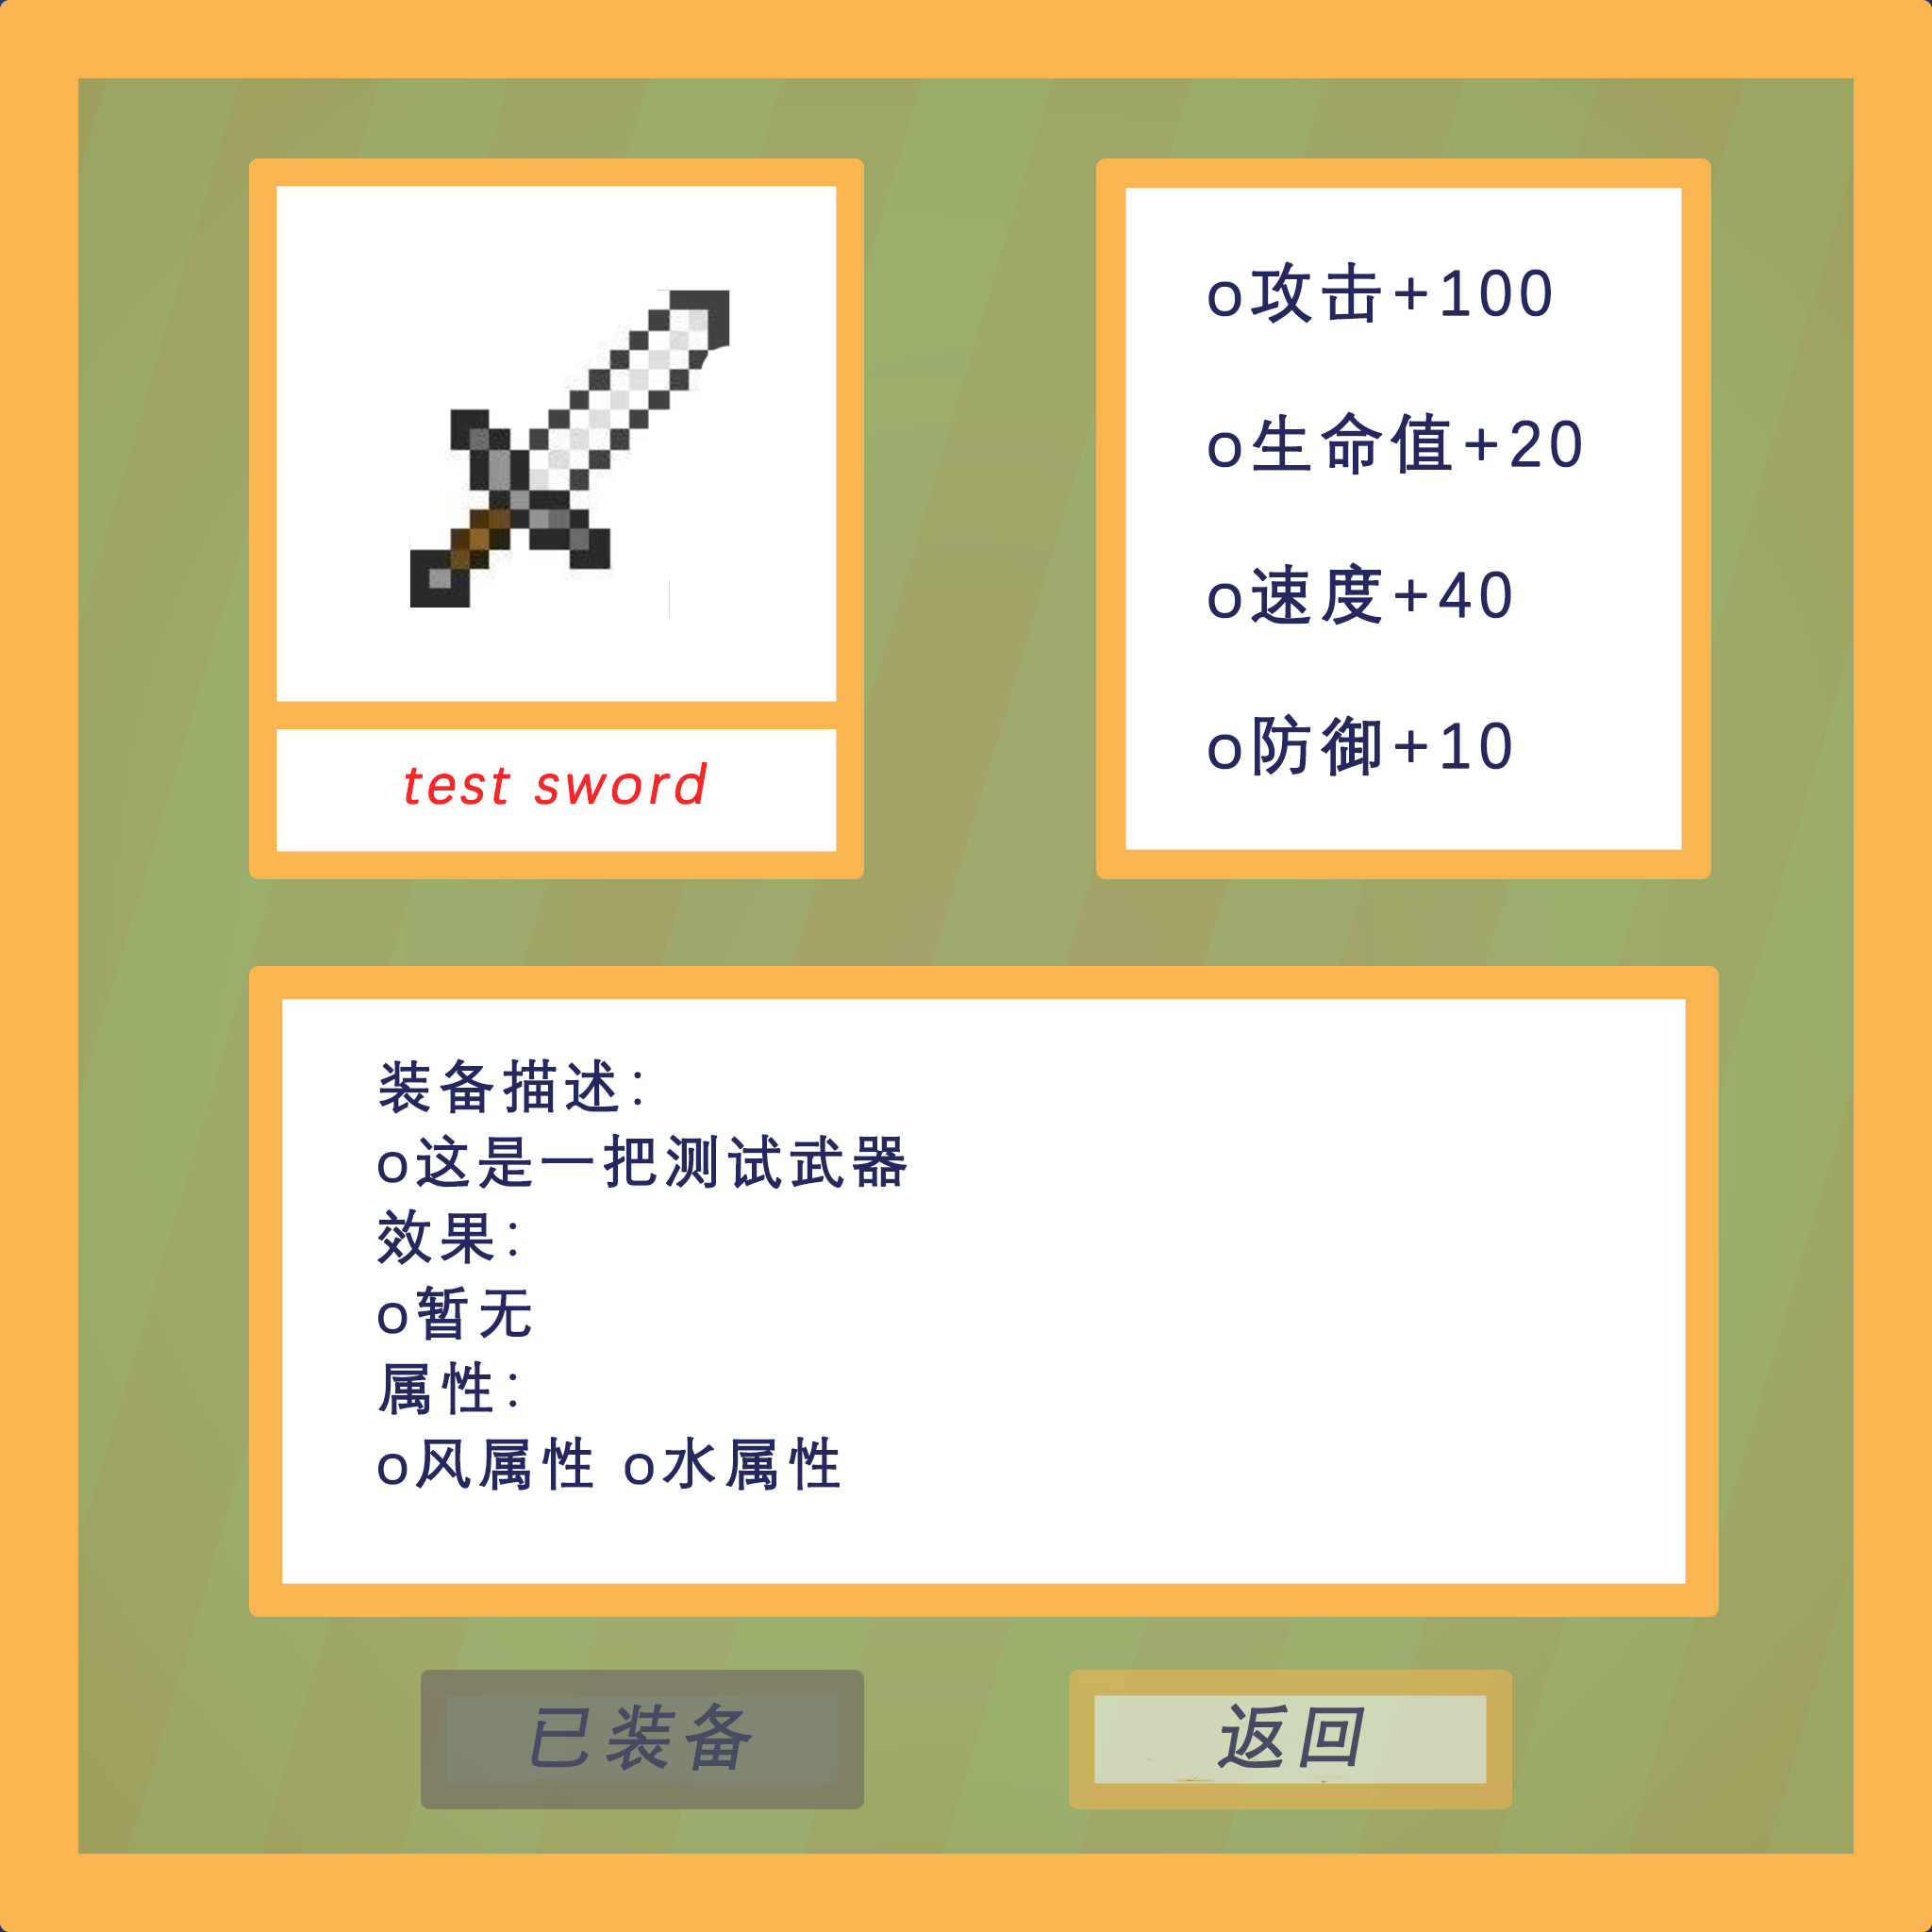 test sword
o攻击+100
o生命值+20
o速度+40
o防御+10
装备描述：
o这是一把测试武器
效果：
o暂无
属性：
o风属性 o水属性
已装备
返回